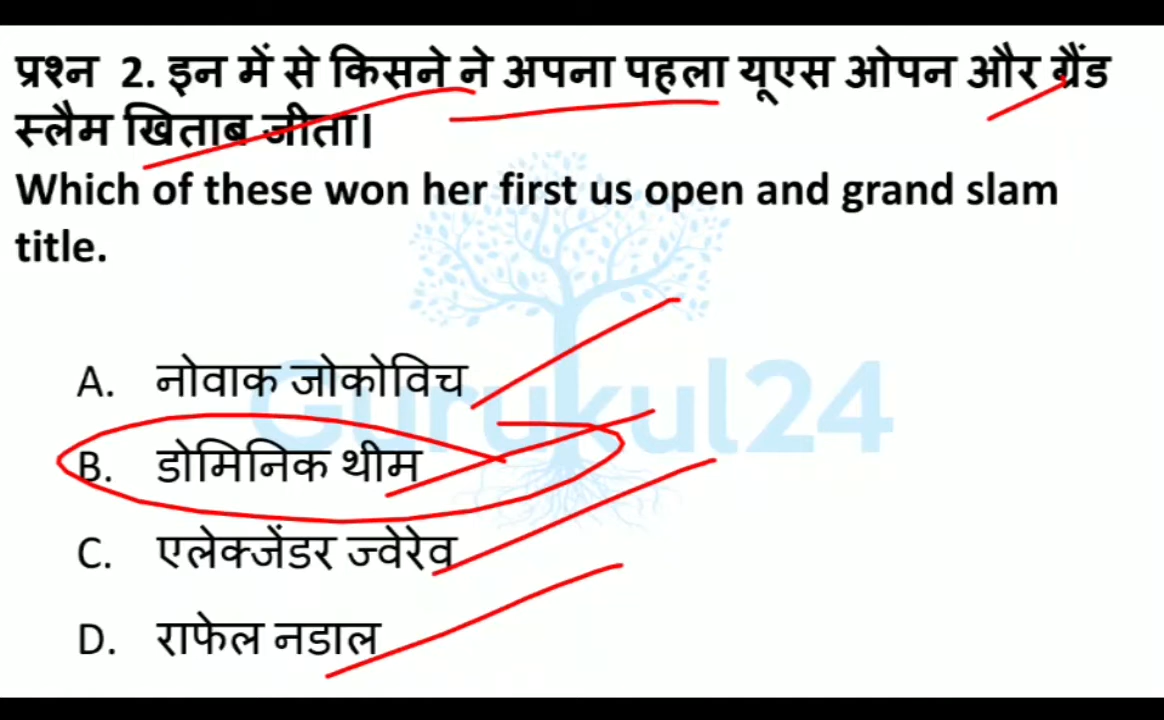 प्रश्न 2. इन में से किसने ने अपना पहला यूएस ओपन और ग्रैंड
स्लैम खिताब जीता।
Which of these won her first us open and grand slam
title.
Gurukul24
A. नोवाक जोकोविच
B. डोमिनिक थीम
C. एलेक्जेंडर ज्वेरेव
D. राफेल नडाल